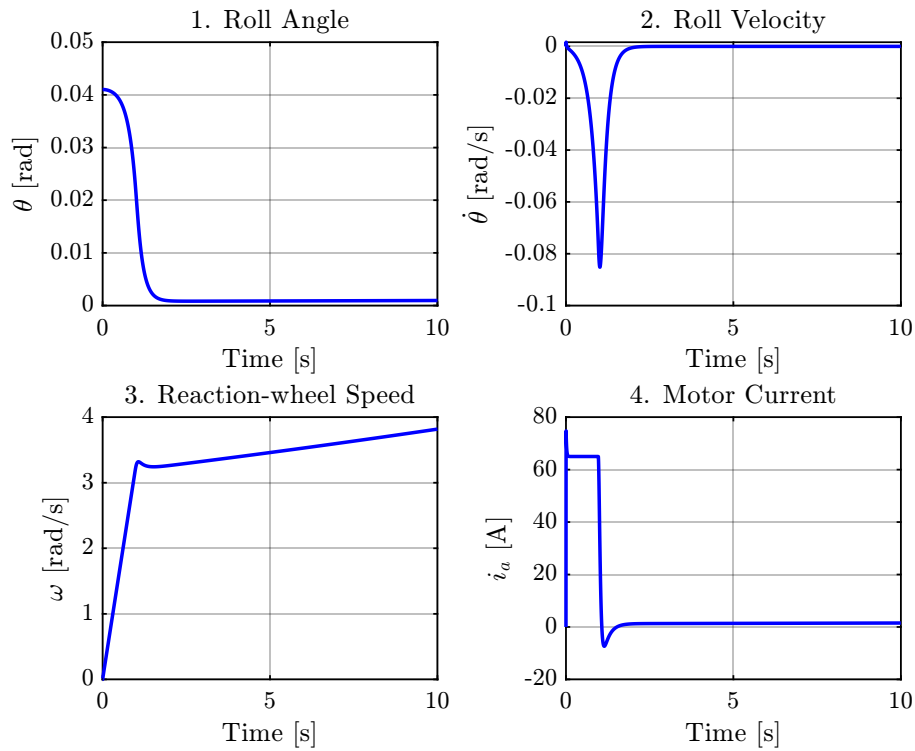 1. Roll Angle
θ [rad]
0.05
0.04
0.03
0.02
0.01
0
0
5
10
Time [s]
2. Roll Velocity
θ̇ [rad/s]
0
-0.02
-0.04
-0.06
-0.08
-0.1
0
5
10
Time [s]
3. Reaction-wheel Speed
ω [rad/s]
4
3
2
1
0
0
5
10
Time [s]
4. Motor Current
i_a [A]
80
60
40
20
0
-20
0
5
10
Time [s]